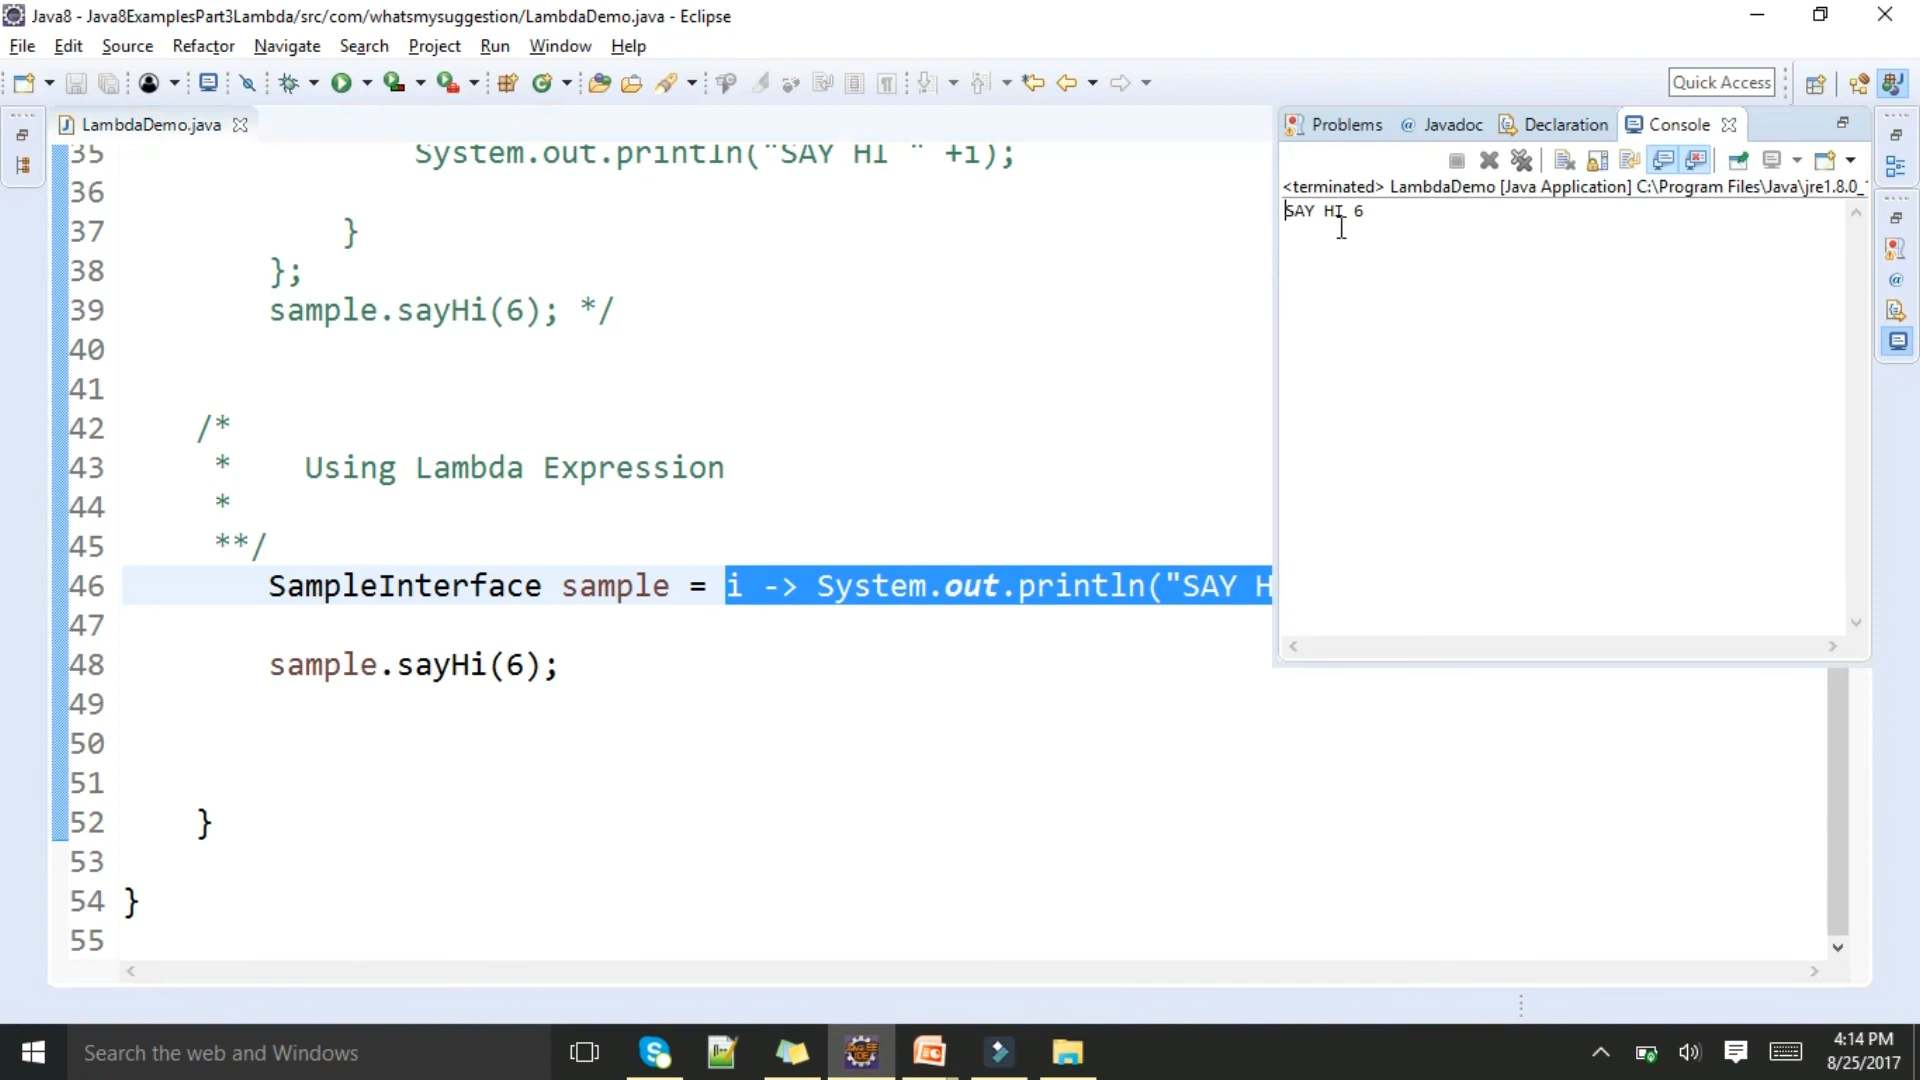 Java8 - Java8ExamplesPart3Lambda/src/com/whatsmysuggestion/LambdaDemo.java - Eclipse
File Edit Source Refactor Navigate Search Project Run Window Help
Quick Access
LambdaDemo.java
Problems @ Javadoc Declaration Console
<terminated> LambdaDemo [Java Application] C:\Program Files\Java\jre1.8.0_
SAY HI 6
35 System.out.println("SAY HI " +i);
36
37 }
38 };
39 sample.sayHi(6); */
40
41
42 /*
43 * Using Lambda Expression
44 *
45 **/
46 SampleInterface sample = i -> System.out.println("SAY H
47
48 sample.sayHi(6);
49
50
51
52 }
53
54 }
55
Search the web and Windows
4:14 PM
8/25/2017